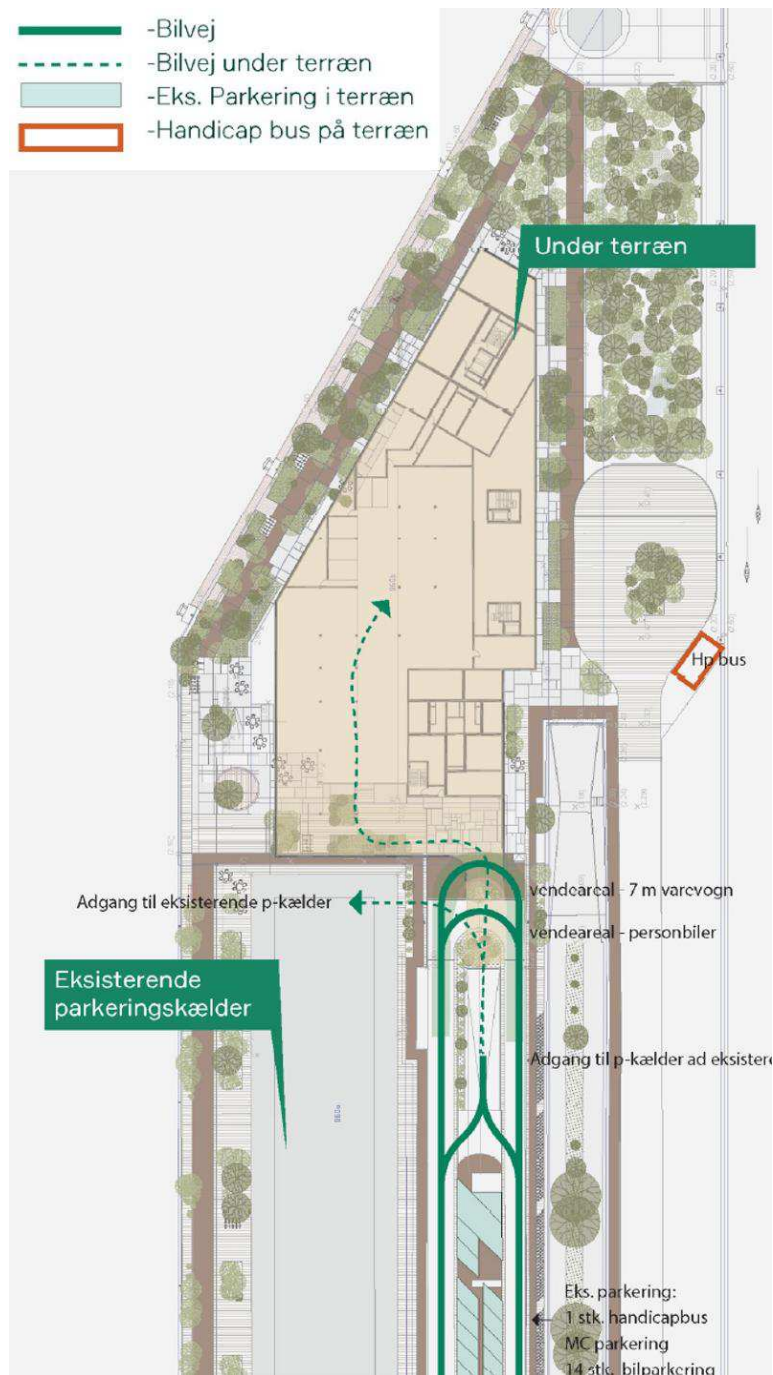 -Bilvej
-Bilvej under terræn
-Eks. Parkering i terræn
-Handicap bus på terræn
Under terræn
Hp bus
vendeareal - 7 m varevogn
Adgang til eksisterende p-kælder
vendeareal - personbiler
Eksisterende
parkeringskælder
Adgang til p-kælder ad eksistere
Eks. parkering:
1 stk. handicapbus
MC parkering
14 stk. bilparkering